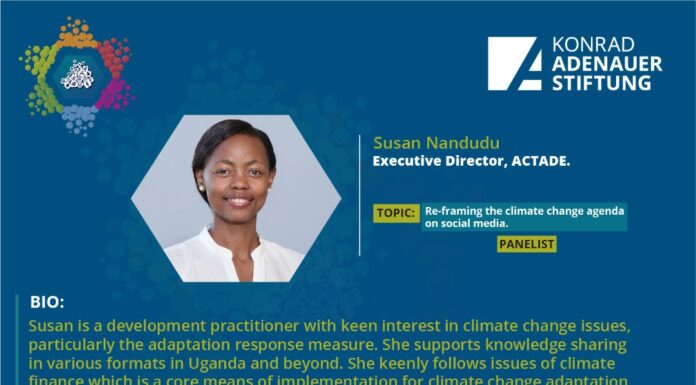 KONRAD
ADENAUER
STIFTUNG
Susan Nandudu
Executive Director, ACTADE.
TOPIC: Re-framing the climate change agenda
on social media.
PANELIST
BIO:
Susan is a development practitioner with keen interest in climate change issues,
particularly the adaptation response measure. She supports knowledge sharing
in various formats in Uganda and beyond. She keenly follows issues of climate
finance which is a core means of implementation for climate change adaptation